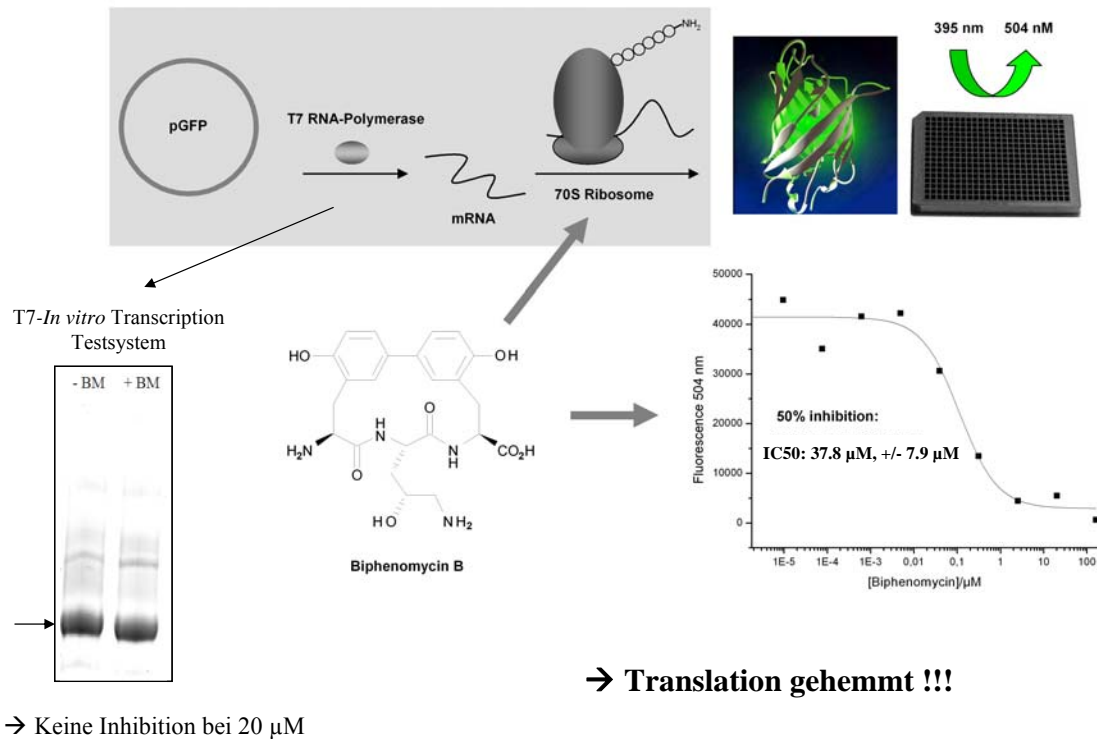 pGFP
T7 RNA-Polymerase
mRNA
NH2
70S Ribosome
395 nm 504 nM
T7-In vitro Transcription
Testsystem
- BM + BM
→ Keine Inhibition bei 20 µM
HO
OH
H2N
O
N
H
O
N
H
CO2H
HO
NH2
Biphenomycin B
Fluorescence 504 nm
50000
40000
30000
20000
10000
0
50% inhibition:
IC50: 37.8 µM, +/- 7.9 µM
1E-5 1E-4 1E-3 0,01 0,1 1 10 100
[Biphenomycin]/µM
→ Translation gehemmt !!!